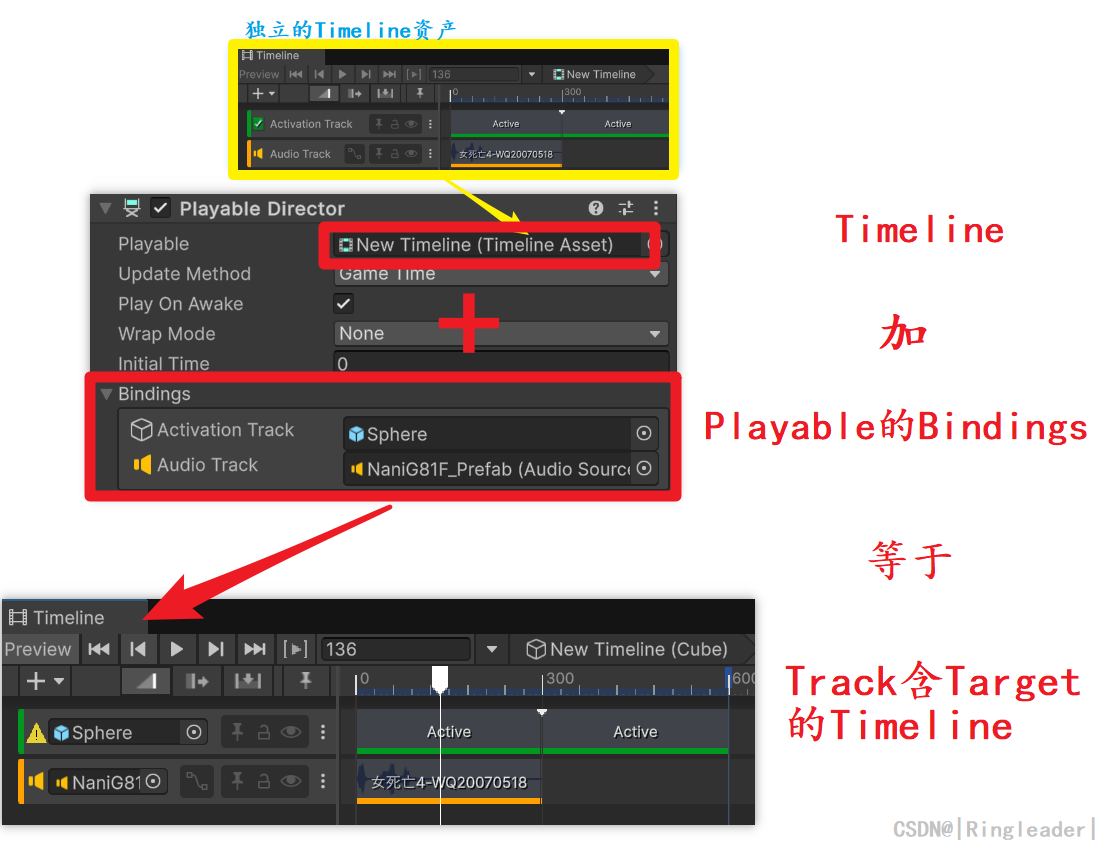 独立的Timeline资产
Timeline
Preview 136 New Timeline
0 300
Activation Track Active Active
Audio Track 女死亡4-WQ20070518
Playable Director
Playable New Timeline (Timeline Asset)
Update Method Game Time
Play On Awake
Wrap Mode None
Initial Time 0
Bindings
Activation Track Sphere
Audio Track NaniG81F_Prefab (Audio Sourc
Timeline
加
Playable的Bindings
等于
Track含Target
的Timeline
Timeline
Preview 136 New Timeline (Cube)
0 300 600
Sphere Active Active
NaniG81 女死亡4-WQ20070518
CSDN@|Ringleader|